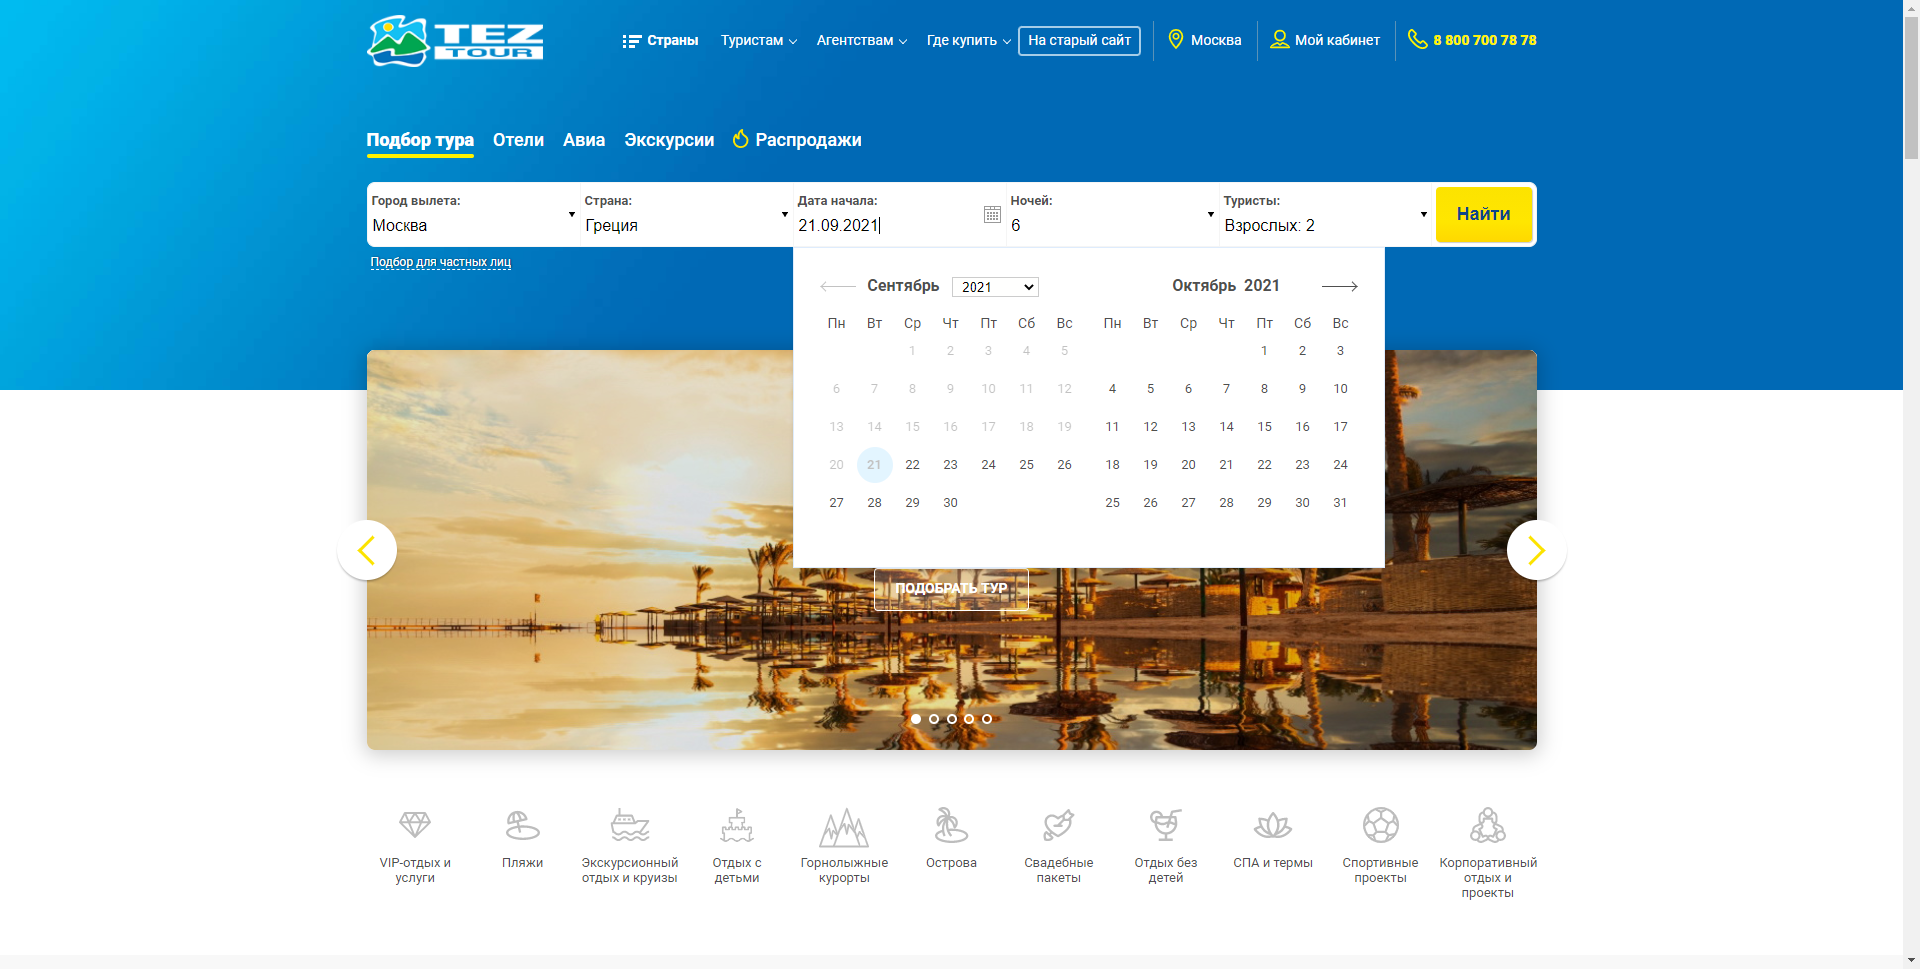 TEZ TOUR
Страны Туристам Агентствам Где купить На старый сайт Москва Мой кабинет 8 800 700 78 78
Подбор тура Отели Авиа Экскурсии Распродажи
Город вылета: Страна: Дата начала: Ночей: Туристы:
Москва Греция 21.09.2021 6 Взрослых: 2
Найти
Подбор для частных лиц
Сентябрь 2021 Октябрь 2021
Пн Вт Ср Чт Пт Сб Вс Пн Вт Ср Чт Пт Сб Вс
1 2 3 4 5 1 2 3
6 7 8 9 10 11 12 4 5 6 7 8 9 10
13 14 15 16 17 18 19 11 12 13 14 15 16 17
20 21 22 23 24 25 26 18 19 20 21 22 23 24
27 28 29 30 25 26 27 28 29 30 31
ПОДОБРАТЬ ТУР
VIP-отдых и
услуги
Пляжи
Экскурсионный
отдых и круизы
Отдых с
детьми
Горнолыжные
курорты
Острова
Свадебные
пакеты
Отдых без
детей
СПА и термы
Спортивные
проекты
Корпоративный
отдых и
проекты